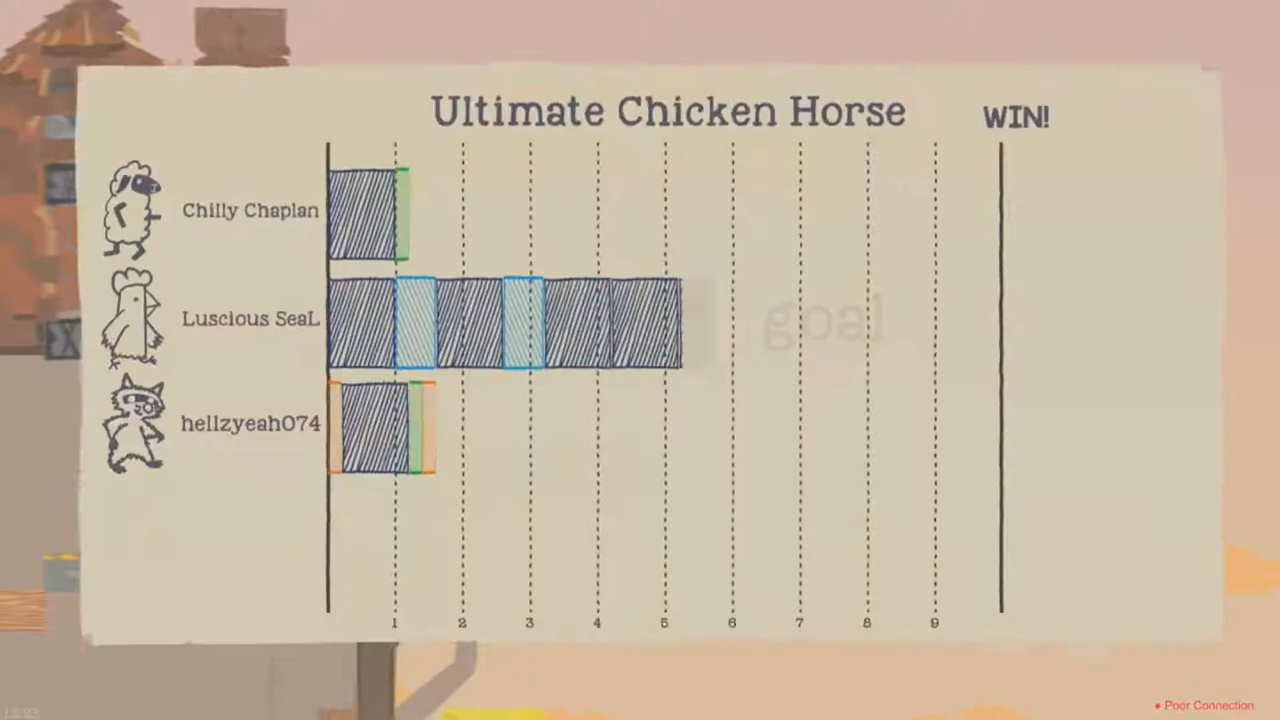 Ultimate Chicken Horse
WIN!
Chilly Chaplan
Luscious SeaL
goal
hellzyeah074
1 2 3 4 5 6 7 8 9
Poor Connection